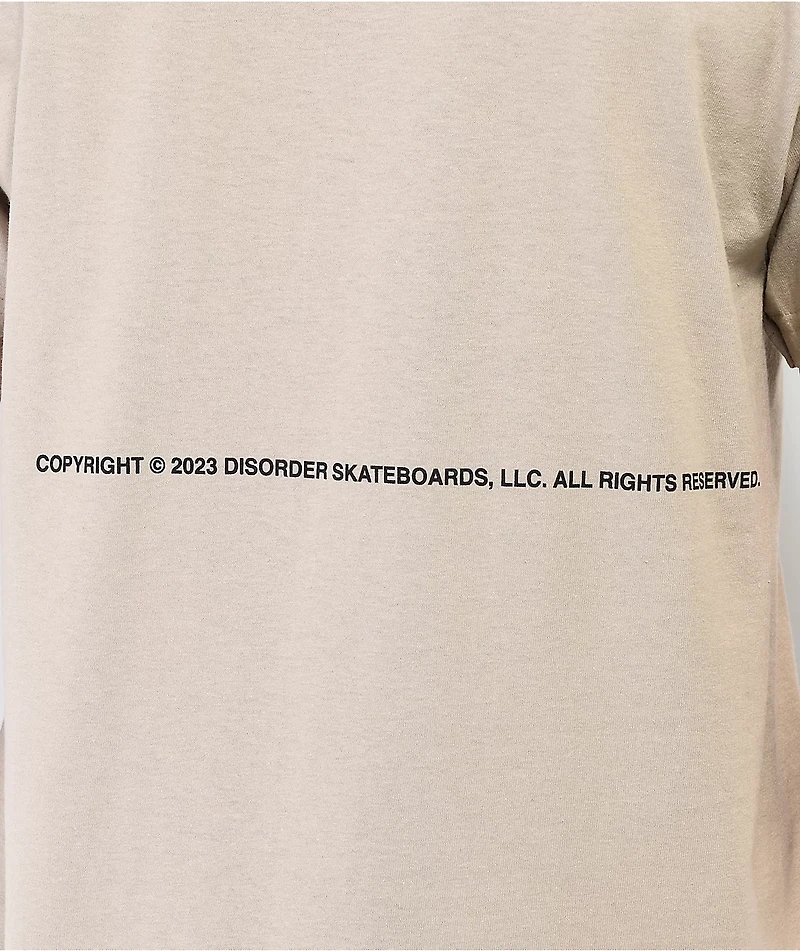 COPYRIGHT © 2023 DISORDER SKATEBOARDS, LLC. ALL RIGHTS RESERVED.